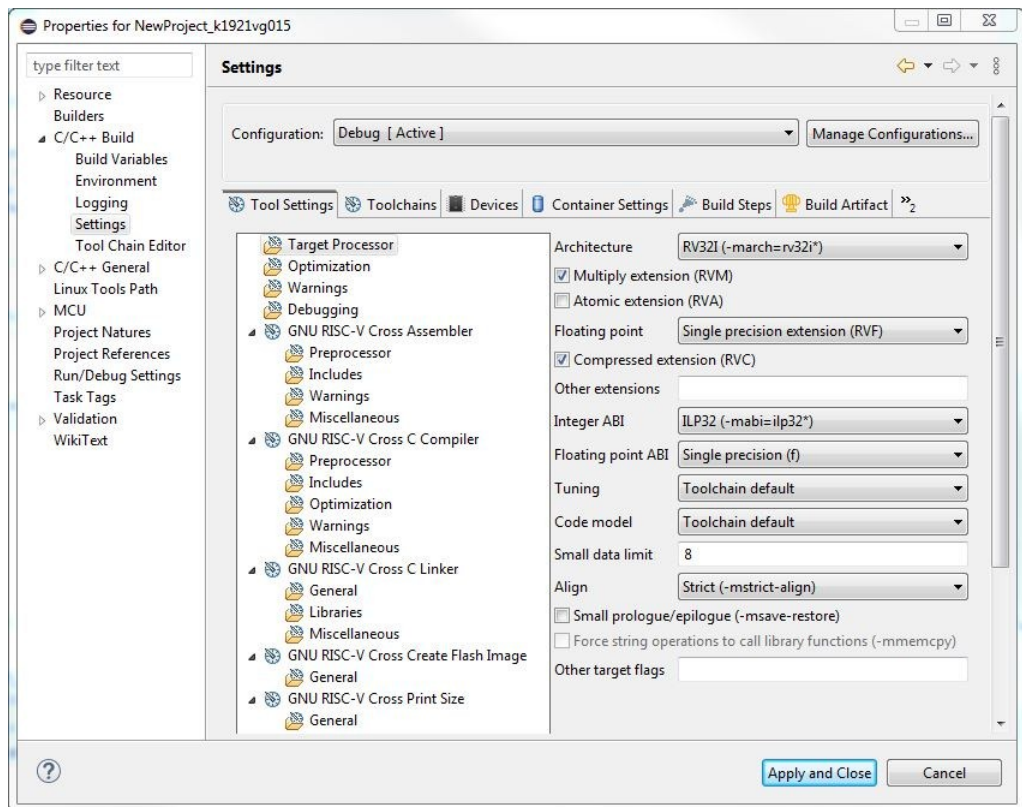 Properties for NewProject_k1921vg015
type filter text
Resource
Builders
C/C++ Build
Build Variables
Environment
Logging
Settings
Tool Chain Editor
C/C++ General
Linux Tools Path
MCU
Project Natures
Project References
Run/Debug Settings
Task Tags
Validation
WikiText
Settings
Configuration: Debug [ Active ] Manage Configurations...
Tool Settings Toolchains Devices Container Settings Build Steps Build Artifact »2
Target Processor
Optimization
Warnings
Debugging
GNU RISC-V Cross Assembler
Preprocessor
Includes
Warnings
Miscellaneous
GNU RISC-V Cross C Compiler
Preprocessor
Includes
Optimization
Warnings
Miscellaneous
GNU RISC-V Cross C Linker
General
Libraries
Miscellaneous
GNU RISC-V Cross Create Flash Image
General
GNU RISC-V Cross Print Size
General
Architecture RV32I (-march=rv32i*)
Multiply extension (RVM)
Atomic extension (RVA)
Floating point Single precision extension (RVF)
Compressed extension (RVC)
Other extensions
Integer ABI ILP32 (-mabi=ilp32*)
Floating point ABI Single precision (f)
Tuning Toolchain default
Code model Toolchain default
Small data limit 8
Align Strict (-mstrict-align)
Small prologue/epilogue (-msave-restore)
Force string operations to call library functions (-mmemcpy)
Other target flags
Apply and Close Cancel